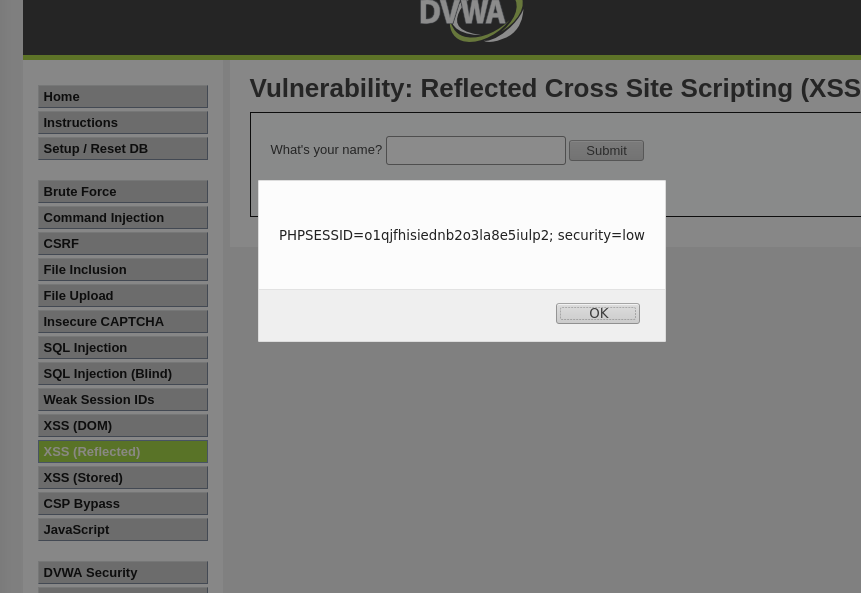 DVWA
Home
Instructions
Setup / Reset DB
Brute Force
Command Injection
CSRF
File Inclusion
File Upload
Insecure CAPTCHA
SQL Injection
SQL Injection (Blind)
Weak Session IDs
XSS (DOM)
XSS (Reflected)
XSS (Stored)
CSP Bypass
JavaScript
DVWA Security
Vulnerability: Reflected Cross Site Scripting (XSS
What's your name? Submit
PHPSESSID=o1qjfhisiednb2o3la8e5iulp2; security=low
OK